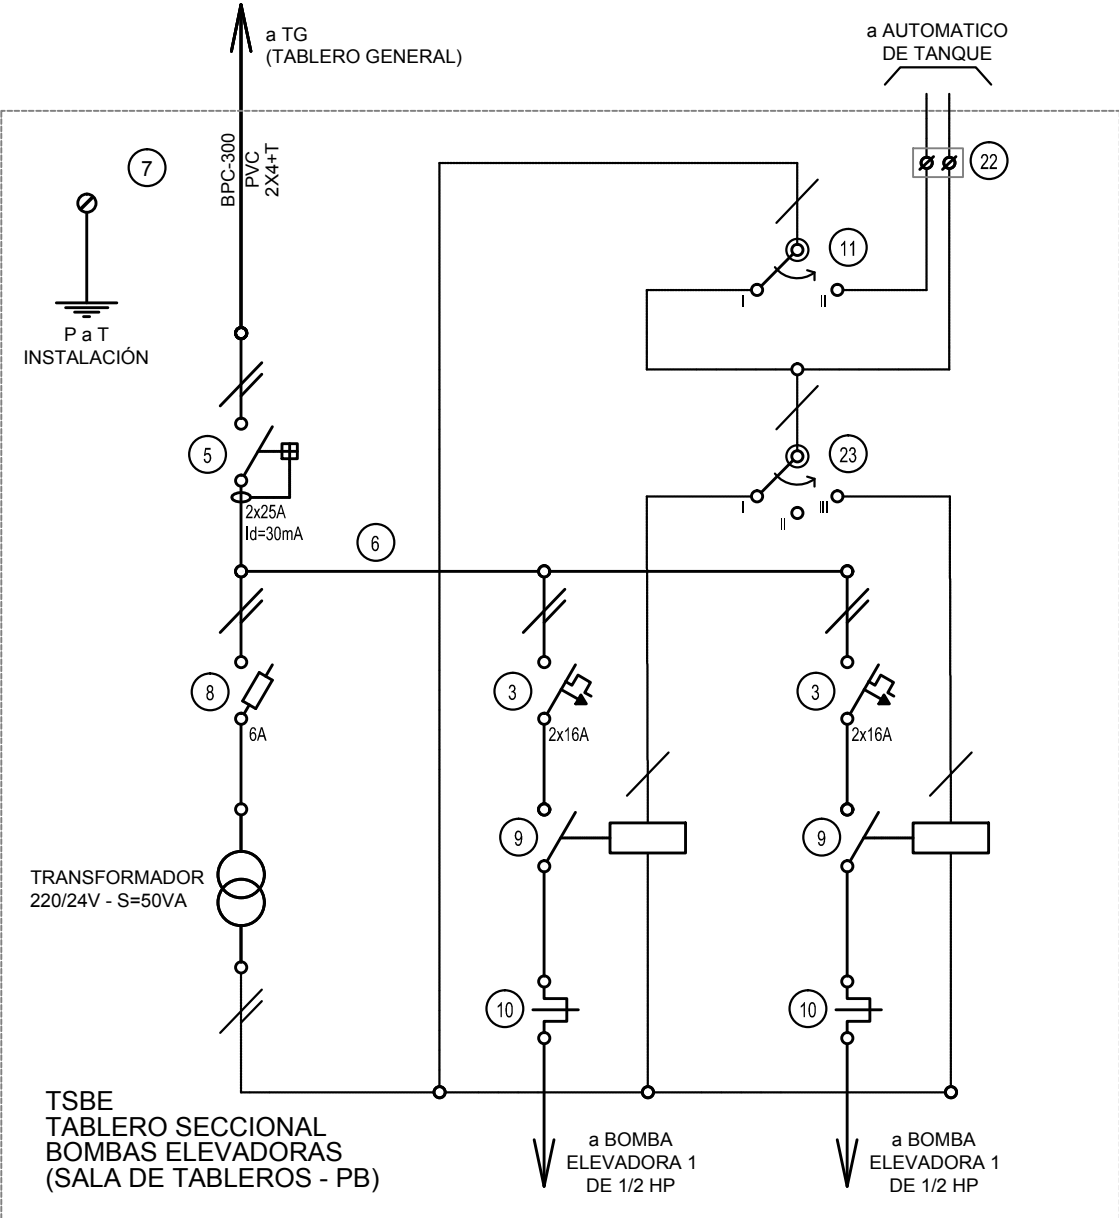 a TG
(TABLERO GENERAL)
a AUTOMATICO
DE TANQUE
BPC-300
PVC
2X4+T
7
22
P a T
INSTALACIÓN
11
I
II
5
2x25A
Id=30mA
23
I
II
III
6
8
6A
3
2x16A
3
2x16A
TRANSFORMADOR
220/24V - S=50VA
9
9
10
10
TSBE
TABLERO SECCIONAL
BOMBAS ELEVADORAS
(SALA DE TABLEROS - PB)
a BOMBA
ELEVADORA 1
DE 1/2 HP
a BOMBA
ELEVADORA 1
DE 1/2 HP